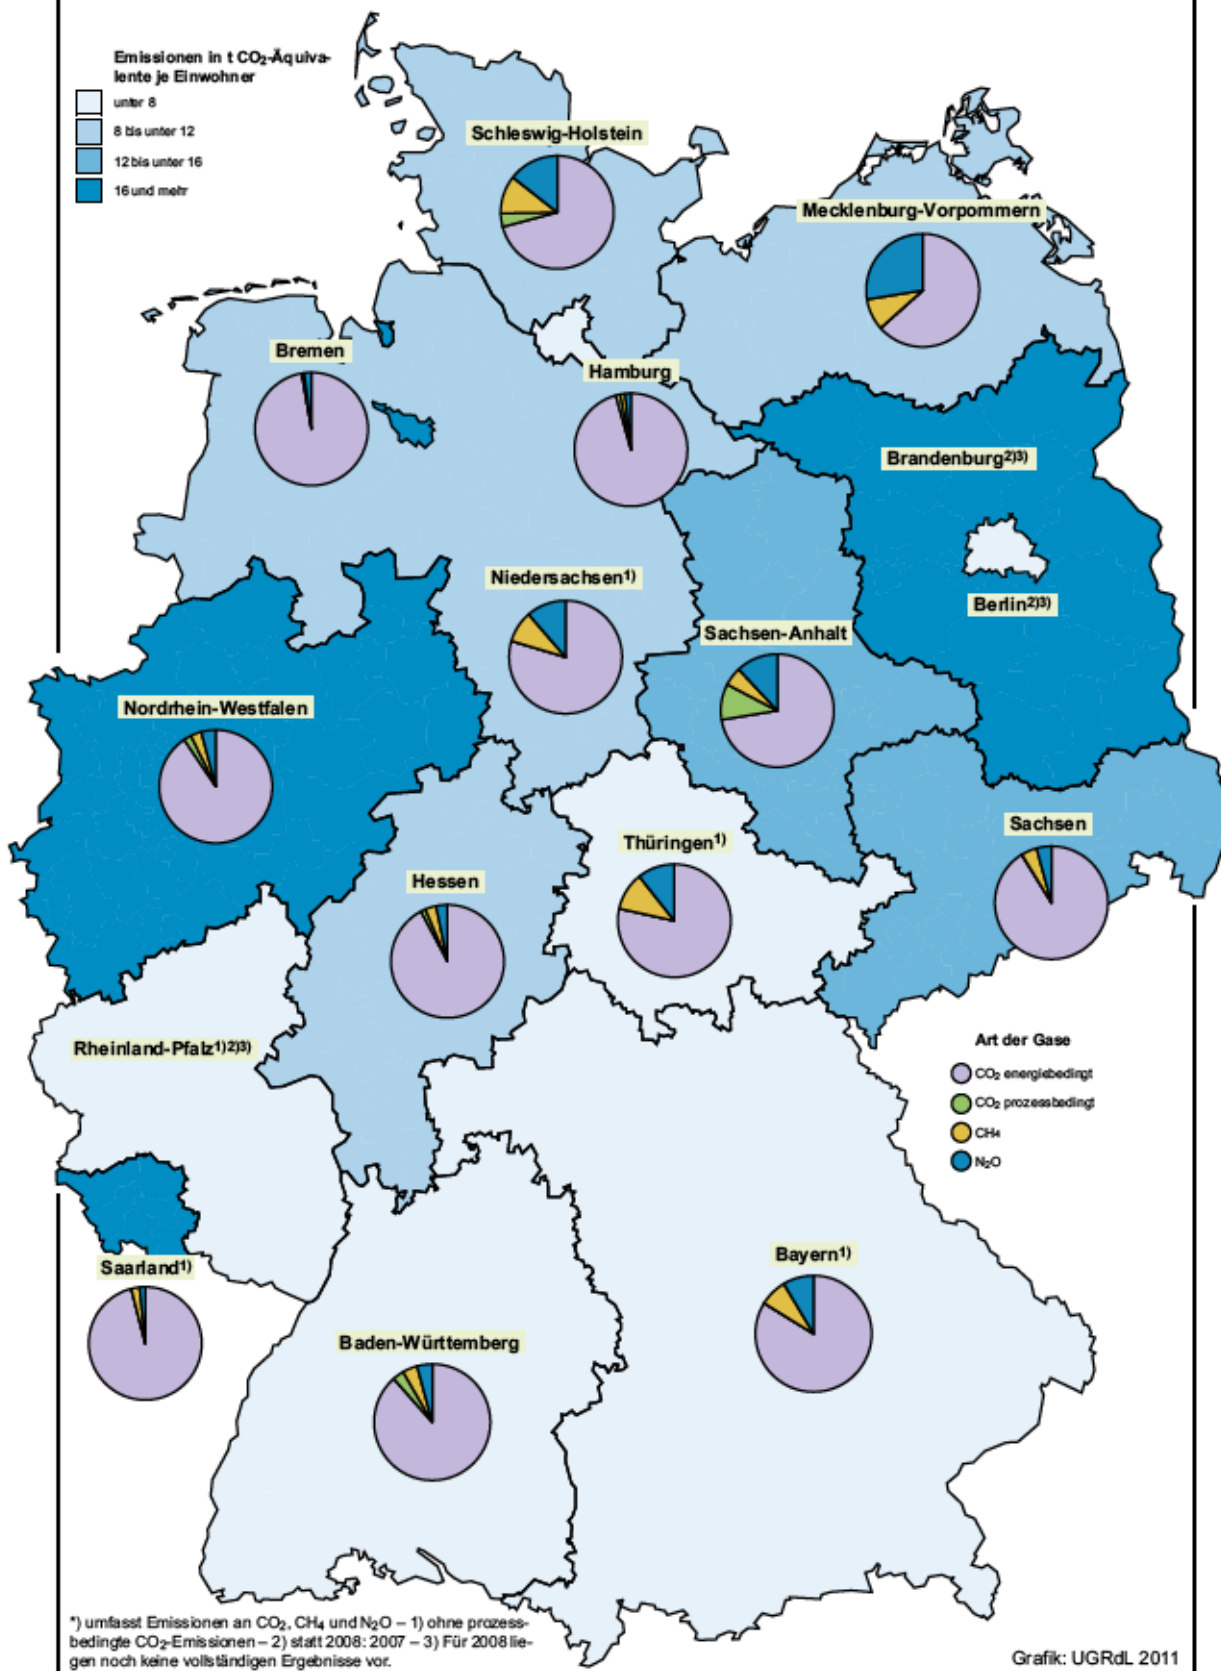 Emissionen in t CO₂-Äquiva-
lente je Einwohner
unter 8
8 bis unter 12
12 bis unter 16
16 und mehr
Schleswig-Holstein
Mecklenburg-Vorpommern
Bremen
Hamburg
Brandenburg²⁾³⁾
Niedersachsen¹⁾
Berlin²⁾³⁾
Sachsen-Anhalt
Nordrhein-Westfalen
Sachsen
Thüringen¹⁾
Hessen
Rheinland-Pfalz¹⁾²⁾³⁾
Art der Gase
CO₂ energiebedingt
CO₂ prozessbedingt
CH₄
N₂O
Bayern¹⁾
Saarland¹⁾
Baden-Württemberg
*) umfasst Emissionen an CO₂, CH₄ und N₂O – 1) ohne prozess-
bedingte CO₂-Emissionen – 2) statt 2008: 2007 – 3) Für 2008 lie-
gen noch keine vollständigen Ergebnisse vor.
Grafik: UGRdL 2011